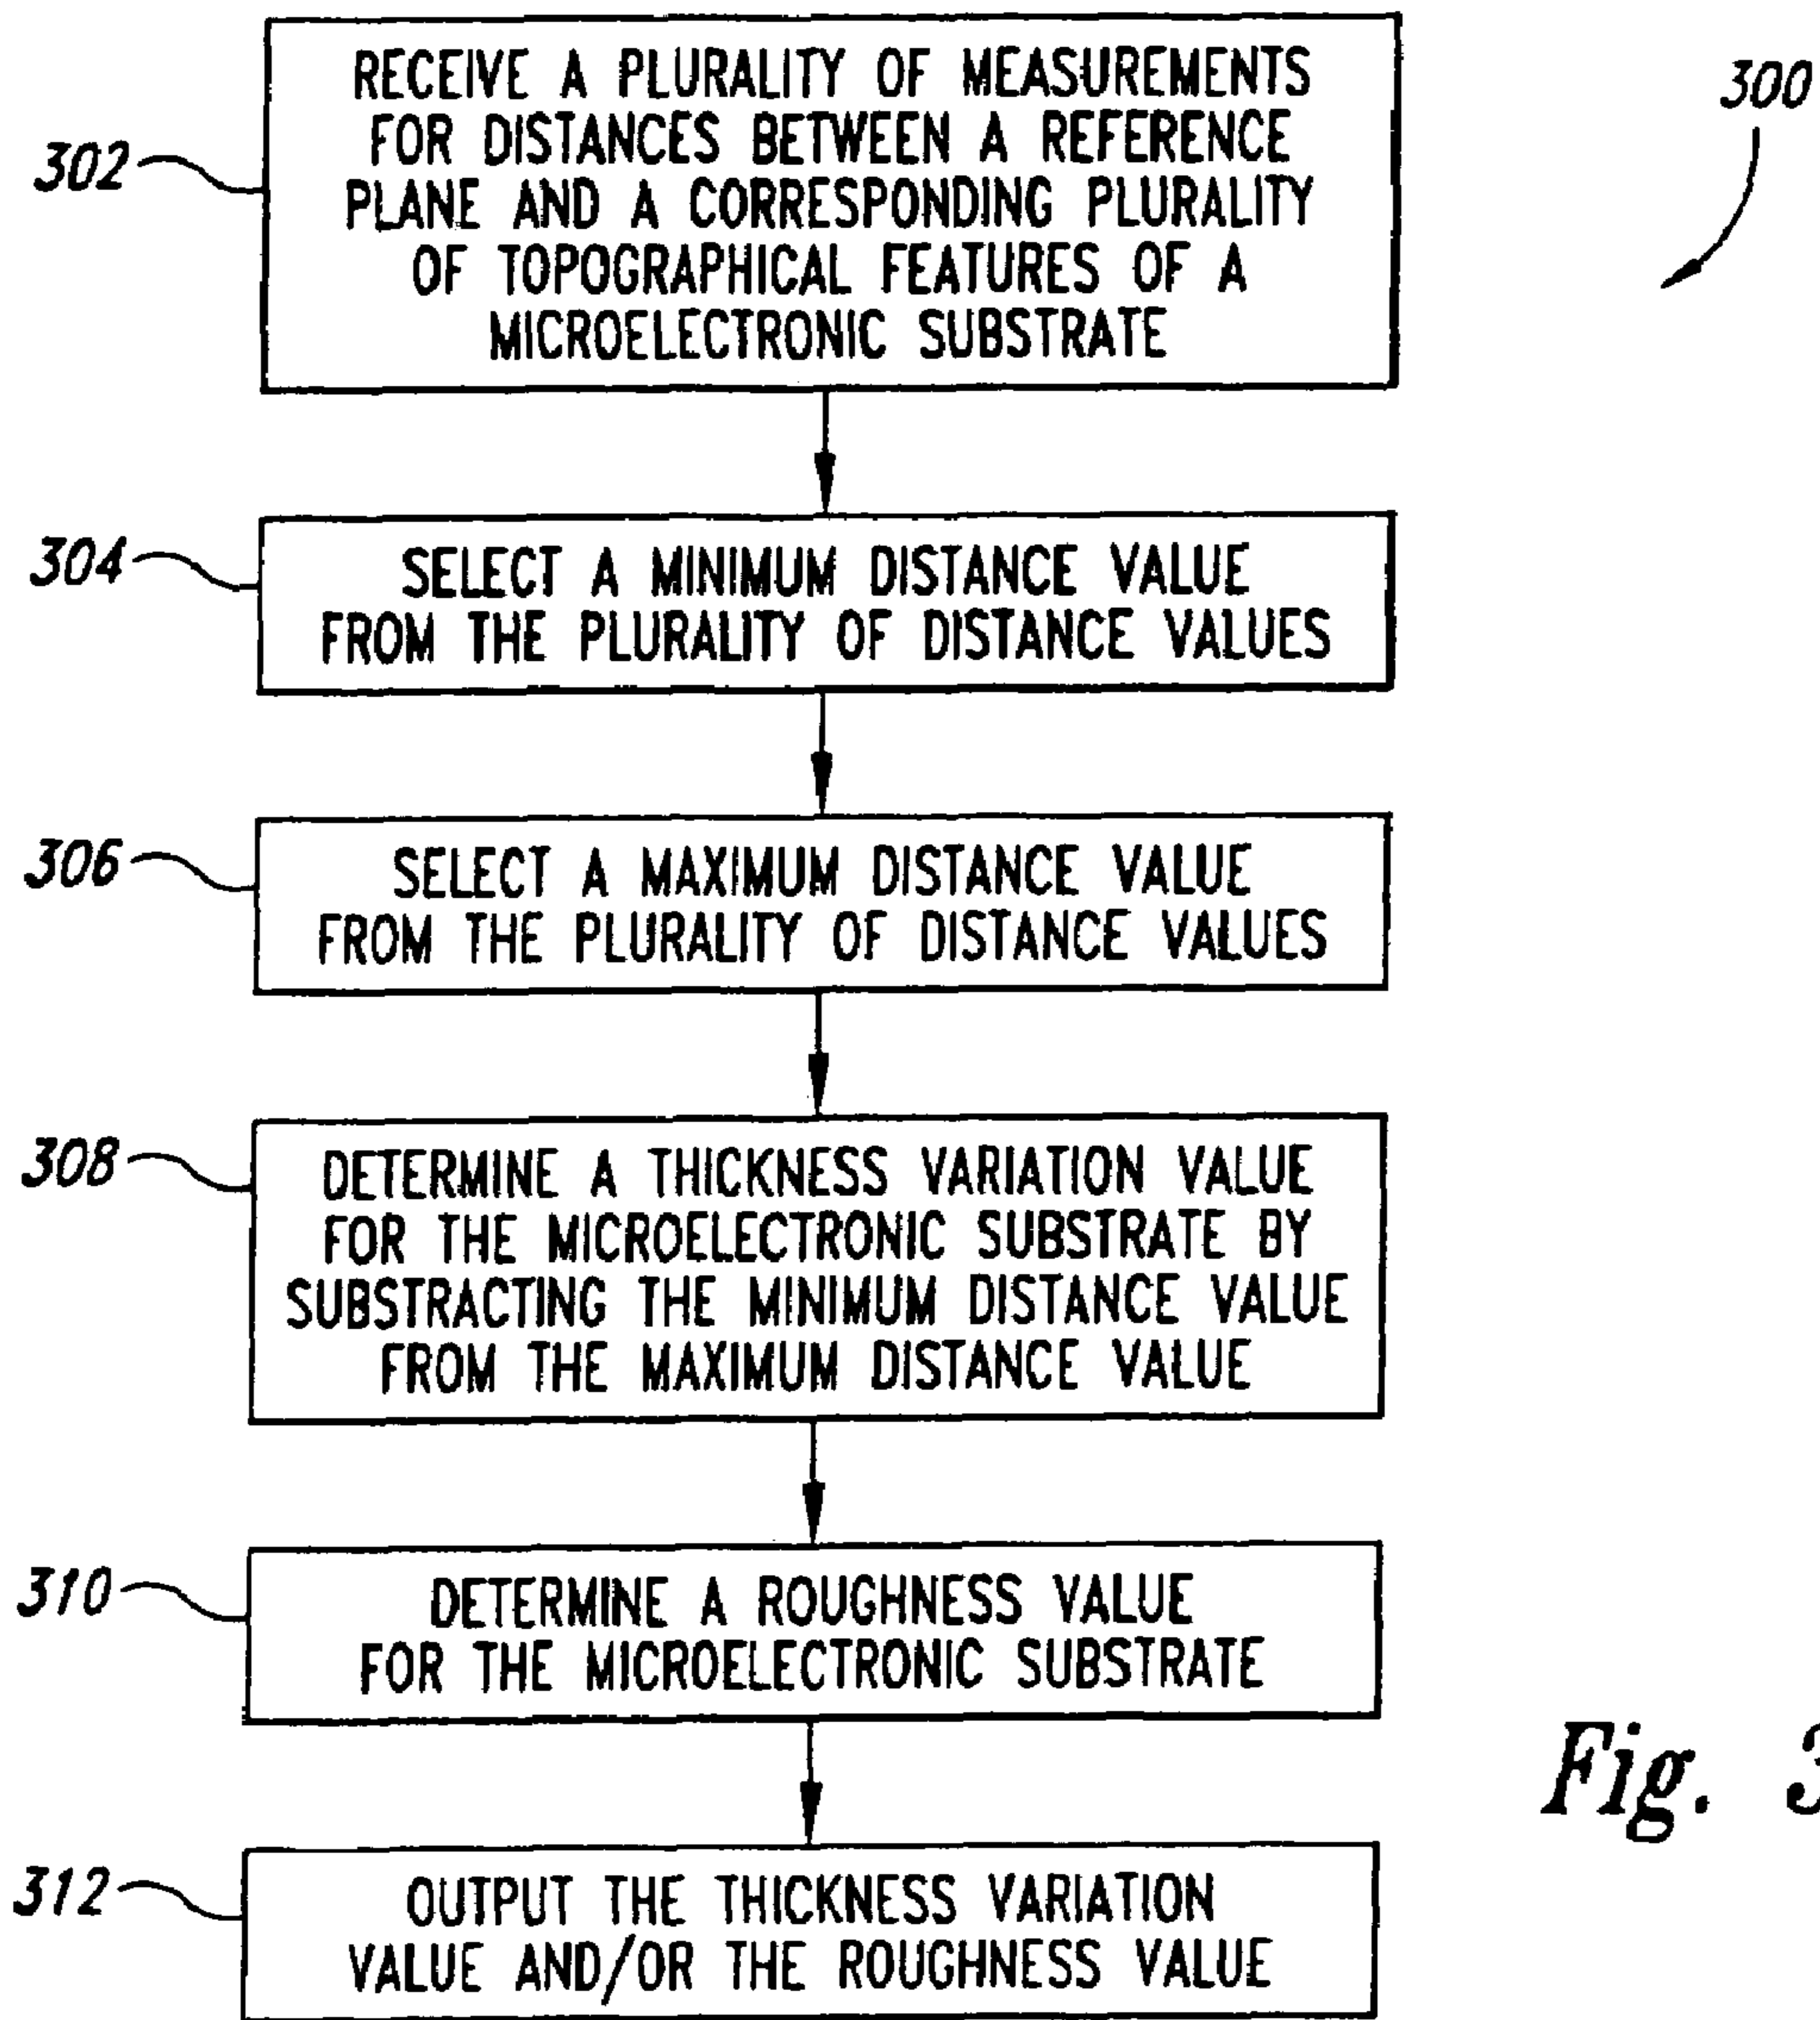 300
302
RECEIVE A PLURALITY OF MEASUREMENTS
FOR DISTANCES BETWEEN A REFERENCE
PLANE AND A CORRESPONDING PLURALITY
OF TOPOGRAPHICAL FEATURES OF A
MICROELECTRONIC SUBSTRATE
304
SELECT A MINIMUM DISTANCE VALUE
FROM THE PLURALITY OF DISTANCE VALUES
306
SELECT A MAXIMUM DISTANCE VALUE
FROM THE PLURALITY OF DISTANCE VALUES
308
DETERMINE A THICKNESS VARIATION VALUE
FOR THE MICROELECTRONIC SUBSTRATE BY
SUBSTRACTING THE MINIMUM DISTANCE VALUE
FROM THE MAXIMUM DISTANCE VALUE
310
DETERMINE A ROUGHNESS VALUE
FOR THE MICROELECTRONIC SUBSTRATE
312
OUTPUT THE THICKNESS VARIATION
VALUE AND/OR THE ROUGHNESS VALUE
Fig. 3